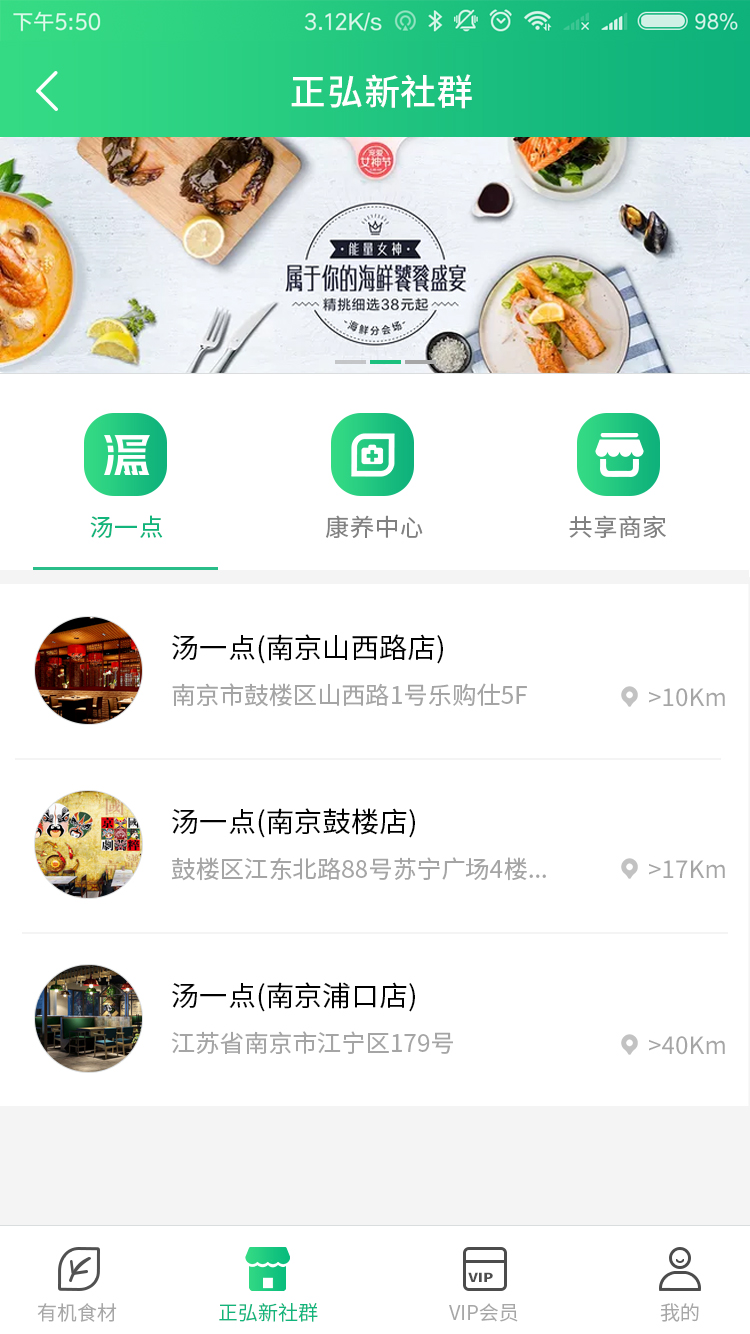 下午5:50
3.12K/s
98%
正弘新社群
宠爱
女神节
·能量女神·
属于你的海鲜饕餮盛宴
精挑细选38元起
-海鲜分会场-
汤一点
康养中心
共享商家
汤一点(南京山西路店)
南京市鼓楼区山西路1号乐购仕5F
>10Km
汤一点(南京鼓楼店)
鼓楼区江东北路88号苏宁广场4楼...
>17Km
汤一点(南京浦口店)
江苏省南京市江宁区179号
>40Km
VIP
有机食材
正弘新社群
VIP会员
我的